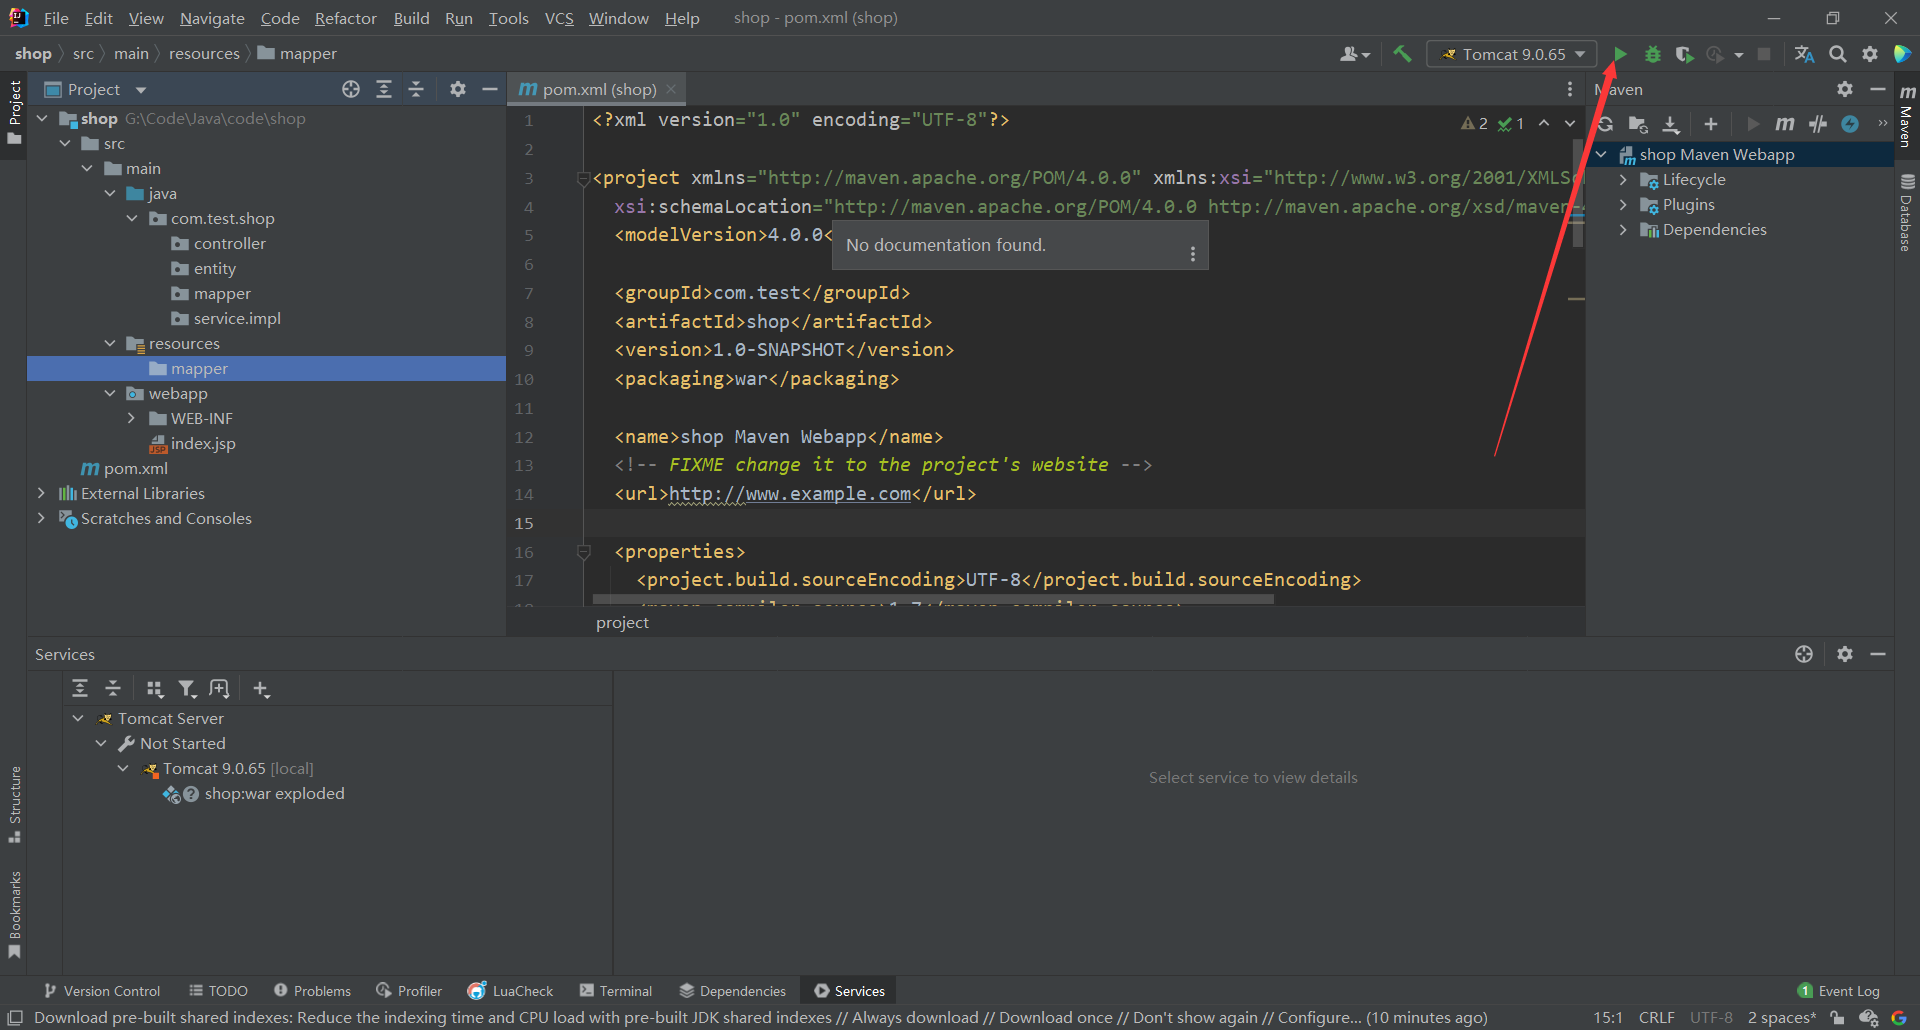 File Edit View Navigate Code Refactor Build Run Tools VCS Window Help shop - pom.xml (shop)
shop src main resources mapper
Tomcat 9.0.65
Project
pom.xml (shop)
Maven
shop G:\Code\Java\code\shop
src
main
java
com.test.shop
controller
entity
mapper
service.impl
resources
mapper
webapp
WEB-INF
index.jsp
pom.xml
External Libraries
Scratches and Consoles
1 <?xml version="1.0" encoding="UTF-8"?>
2
3 <project xmlns="http://maven.apache.org/POM/4.0.0" xmlns:xsi="http://www.w3.org/2001/XMLSc
4 xsi:schemaLocation="http://maven.apache.org/POM/4.0.0 http://maven.apache.org/xsd/maven-
5 <modelVersion>4.0.0<
No documentation found.
6
7 <groupId>com.test</groupId>
8 <artifactId>shop</artifactId>
9 <version>1.0-SNAPSHOT</version>
10 <packaging>war</packaging>
11
12 <name>shop Maven Webapp</name>
13 <!-- FIXME change it to the project's website -->
14 <url>http://www.example.com</url>
15
16 <properties>
17 <project.build.sourceEncoding>UTF-8</project.build.sourceEncoding>
2 1
project
shop Maven Webapp
Lifecycle
Plugins
Dependencies
Project
Structure
Bookmarks
m Maven
Database
Services
Tomcat Server
Not Started
Tomcat 9.0.65 [local]
shop:war exploded
Select service to view details
Version Control TODO Problems Profiler LuaCheck Terminal Dependencies Services 1 Event Log
Download pre-built shared indexes: Reduce the indexing time and CPU load with pre-built JDK shared indexes // Always download // Download once // Don't show again // Configure... (10 minutes ago) 15:1 CRLF UTF-8 2 spaces*